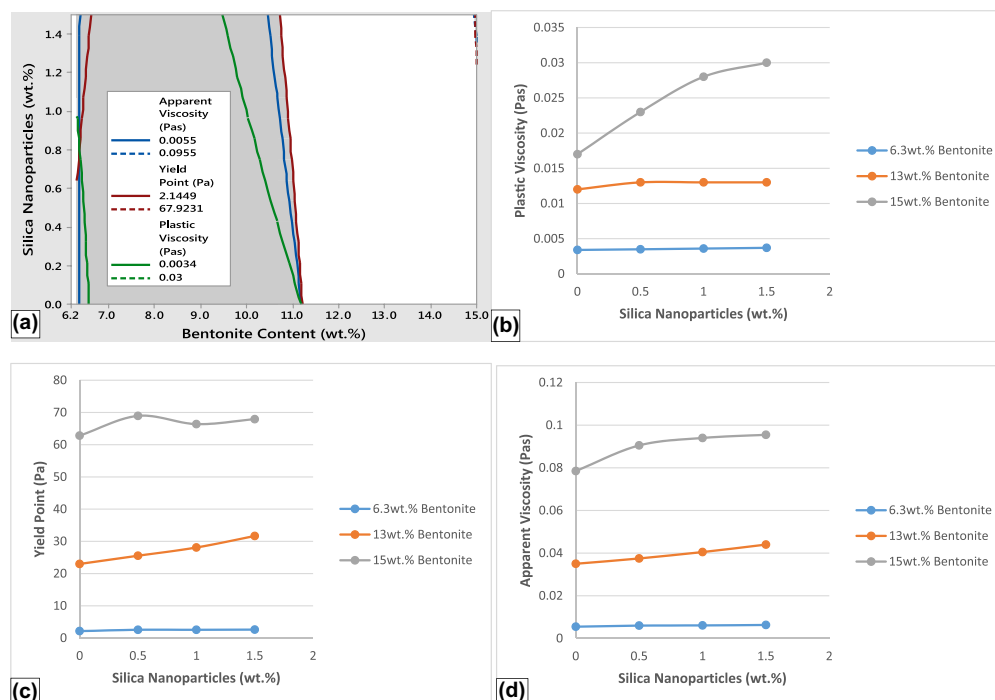 (a)
Silica Nanoparticles (wt.%)
1.4
1.2
1.0
0.8
0.6
0.4
0.2
0.0
Apparent
Viscosity
(Pas)
0.0055
0.0955
Yield
Point (Pa)
2.1449
67.9231
Plastic
Viscosity
(Pas)
0.0034
0.03
6.2 7.0 8.0 9.0 10.0 11.0 12.0 13.0 14.0 15.0
Bentonite Content (wt.%)
(b)
Plastic Viscosity (Pas)
0.035
0.03
0.025
0.02
0.015
0.01
0.005
0
0 0.5 1 1.5 2
Silica Nanoparticles (wt.%)
6.3wt.% Bentonite
13wt.% Bentonite
15wt.% Bentonite
(c)
Yield Point (Pa)
80
70
60
50
40
30
20
10
0
0 0.5 1 1.5 2
Silica Nanoparticles (wt.%)
6.3wt.% Bentonite
13wt.% Bentonite
15wt.% Bentonite
(d)
Apparent Viscosity (Pas)
0.12
0.1
0.08
0.06
0.04
0.02
0
0 0.5 1 1.5 2
Silica Nanoparticles (wt.%)
6.3wt.% Bentonite
13wt.% Bentonite
15wt.% Bentonite